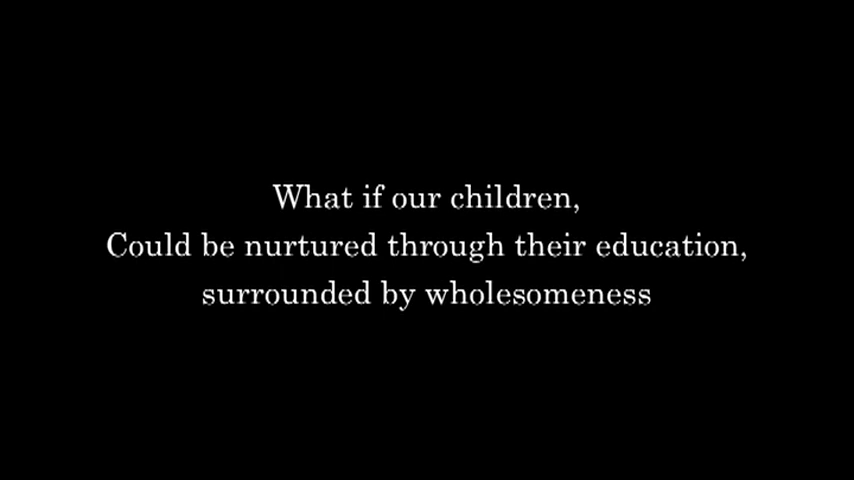 What if our children,
Could be nurtured through their education,
surrounded by wholesomeness